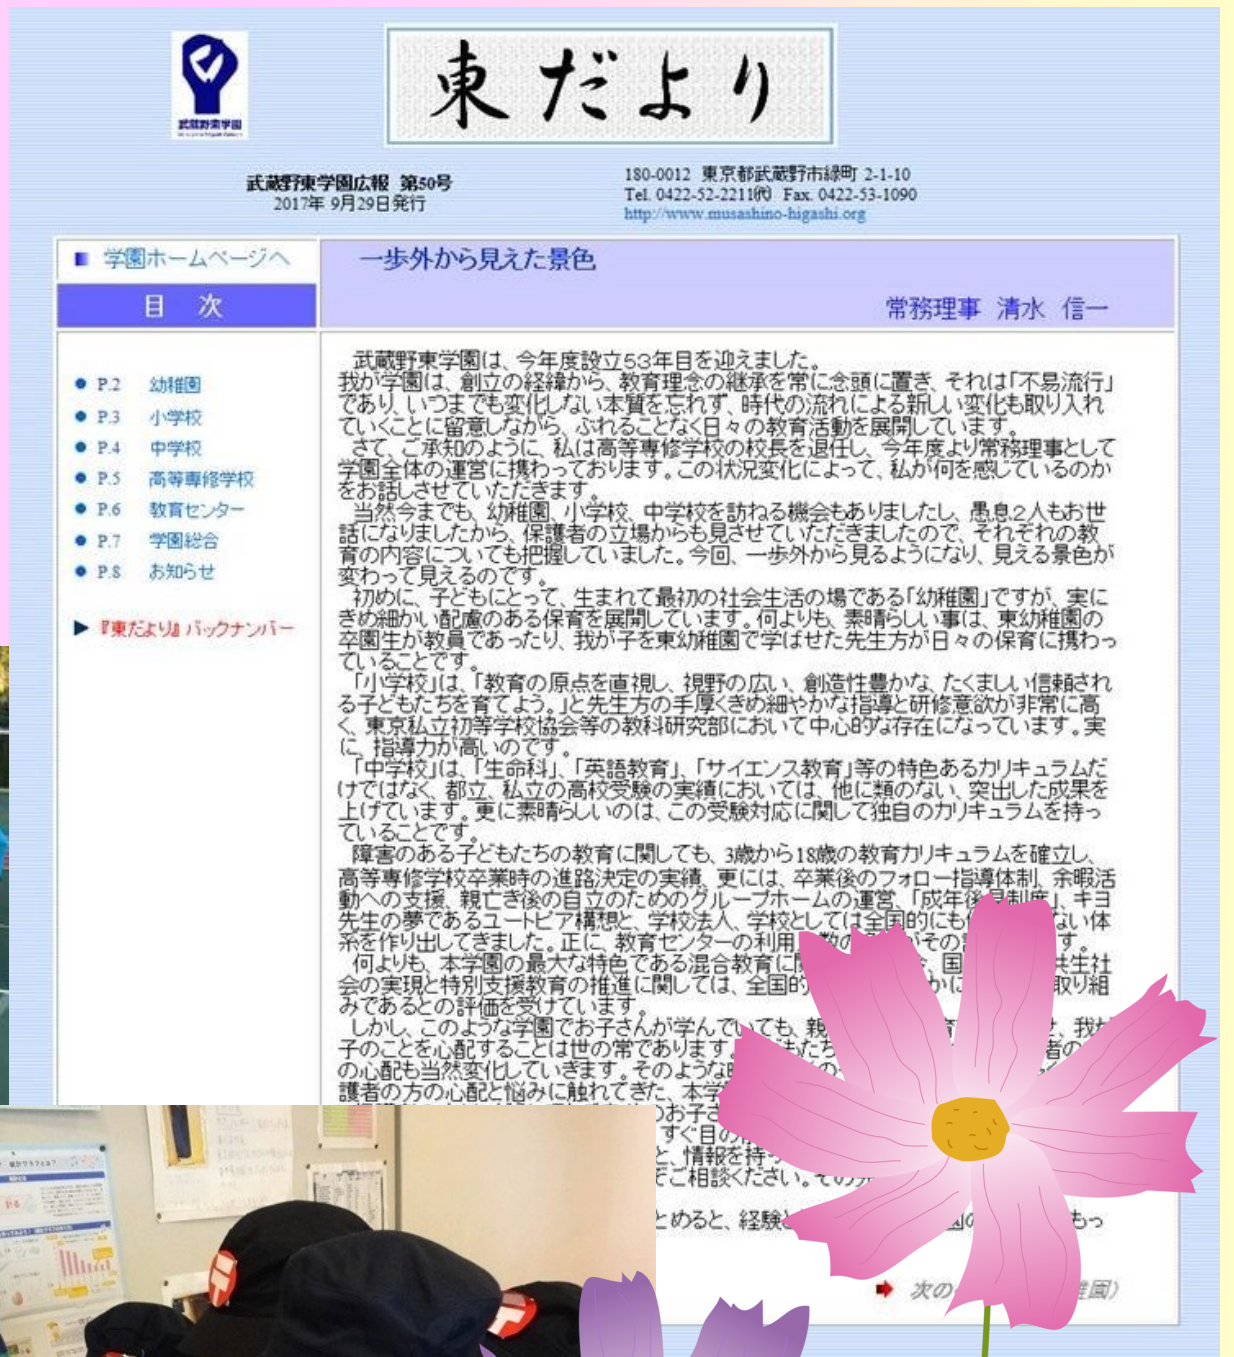 東だより
武蔵野東学園
武蔵野東学園広報 第50号
2017年 9月29日発行
180-0012 東京都武蔵野市緑町 2-1-10
Tel. 0422-52-2211㈹ Fax. 0422-53-1090
http://www.musashino-higashi.org
学園ホームページへ
目 次
P.2 幼稚園
P.3 小学校
P.4 中学校
P.5 高等専修学校
P.6 教育センター
P.7 学園総合
P.8 お知らせ
『東だより』バックナンバー
一歩外から見えた景色
常務理事 清水 信一
武蔵野東学園は、今年度設立53年目を迎えました。
我が学園は、創立の経緯から、教育理念の継承を常に念頭に置き、それは「不易流行」
であり、いつまでも変化しない本質を忘れず、時代の流れによる新しい変化も取り入れ
ていくことに留意しながら、ぶれることなく日々の教育活動を展開しています。
さて、ご承知のように、私は高等専修学校の校長を退任し、今年度より常務理事として
学園全体の運営に携わっております。この状況変化によって、私が何を感じているのか
をお話しさせていただきます。
当然今までも、幼稚園、小学校、中学校を訪ねる機会もありましたし、愚息2人もお世
話になりましたから、保護者の立場からも見させていただきましたので、それぞれの教
育の内容についても把握していました。今回、一歩外から見るようになり、見える景色が
変わって見えるのです。
初めに、子どもにとって、生まれて最初の社会生活の場である「幼稚園」ですが、実に
きめ細かい配慮のある保育を展開しています。何よりも、素晴らしい事は、東幼稚園の
卒園生が教員であったり、我が子を東幼稚園で学ばせた先生方が日々の保育に携わっ
ていることです。
「小学校」は、「教育の原点を直視し、視野の広い、創造性豊かな、たくましい信頼され
る子どもたちを育てよう。」と先生方の手厚くきめ細やかな指導と研修意欲が非常に高
く、東京私立初等学校協会等の教科研究部において中心的な存在になっています。実
に、指導力が高いのです。
「中学校」は、「生命科」、「英語教育」、「サイエンス教育」等の特色あるカリキュラムだ
けではなく、都立、私立の高校受験の実績においては、他に類のない、突出した成果を
上げています。更に素晴らしいのは、この受験対応に関して独自のカリキュラムを持っ
ていることです。
障害のある子どもたちの教育に関しても、3歳から18歳の教育カリキュラムを確立し、
高等専修学校卒業時の進路決定の実績、更には、卒業後のフォロー指導体制、余暇活
動への支援、親亡き後の自立のためのグループホームの運営、「成年後見制度」、キヨ
先生の夢であるユートピア構想と、学校法人、学校としては全国的にも ない体
系を作り出してきました。正に、教育センターの利用 数の がその す。
何よりも、本学園の最大な特色である混合教育に 、国 共生社
会の実現と特別支援教育の推進に関しては、全国的 かに 取り組
みであるとの評価を受けています。
しかし、このような学園でお子さんが学んでいても、親 育 せ、我が
子のことを心配することは世の常であります。 もたち 者の
の心配も当然変化していきます。そのような の
護者の方の心配と悩みに触れてきた、本学
のお子さ
すぐ目の
と、情報を持っ
ご相談ください。その
とめると、経験と 国の もっ
次の 稚園）
計る